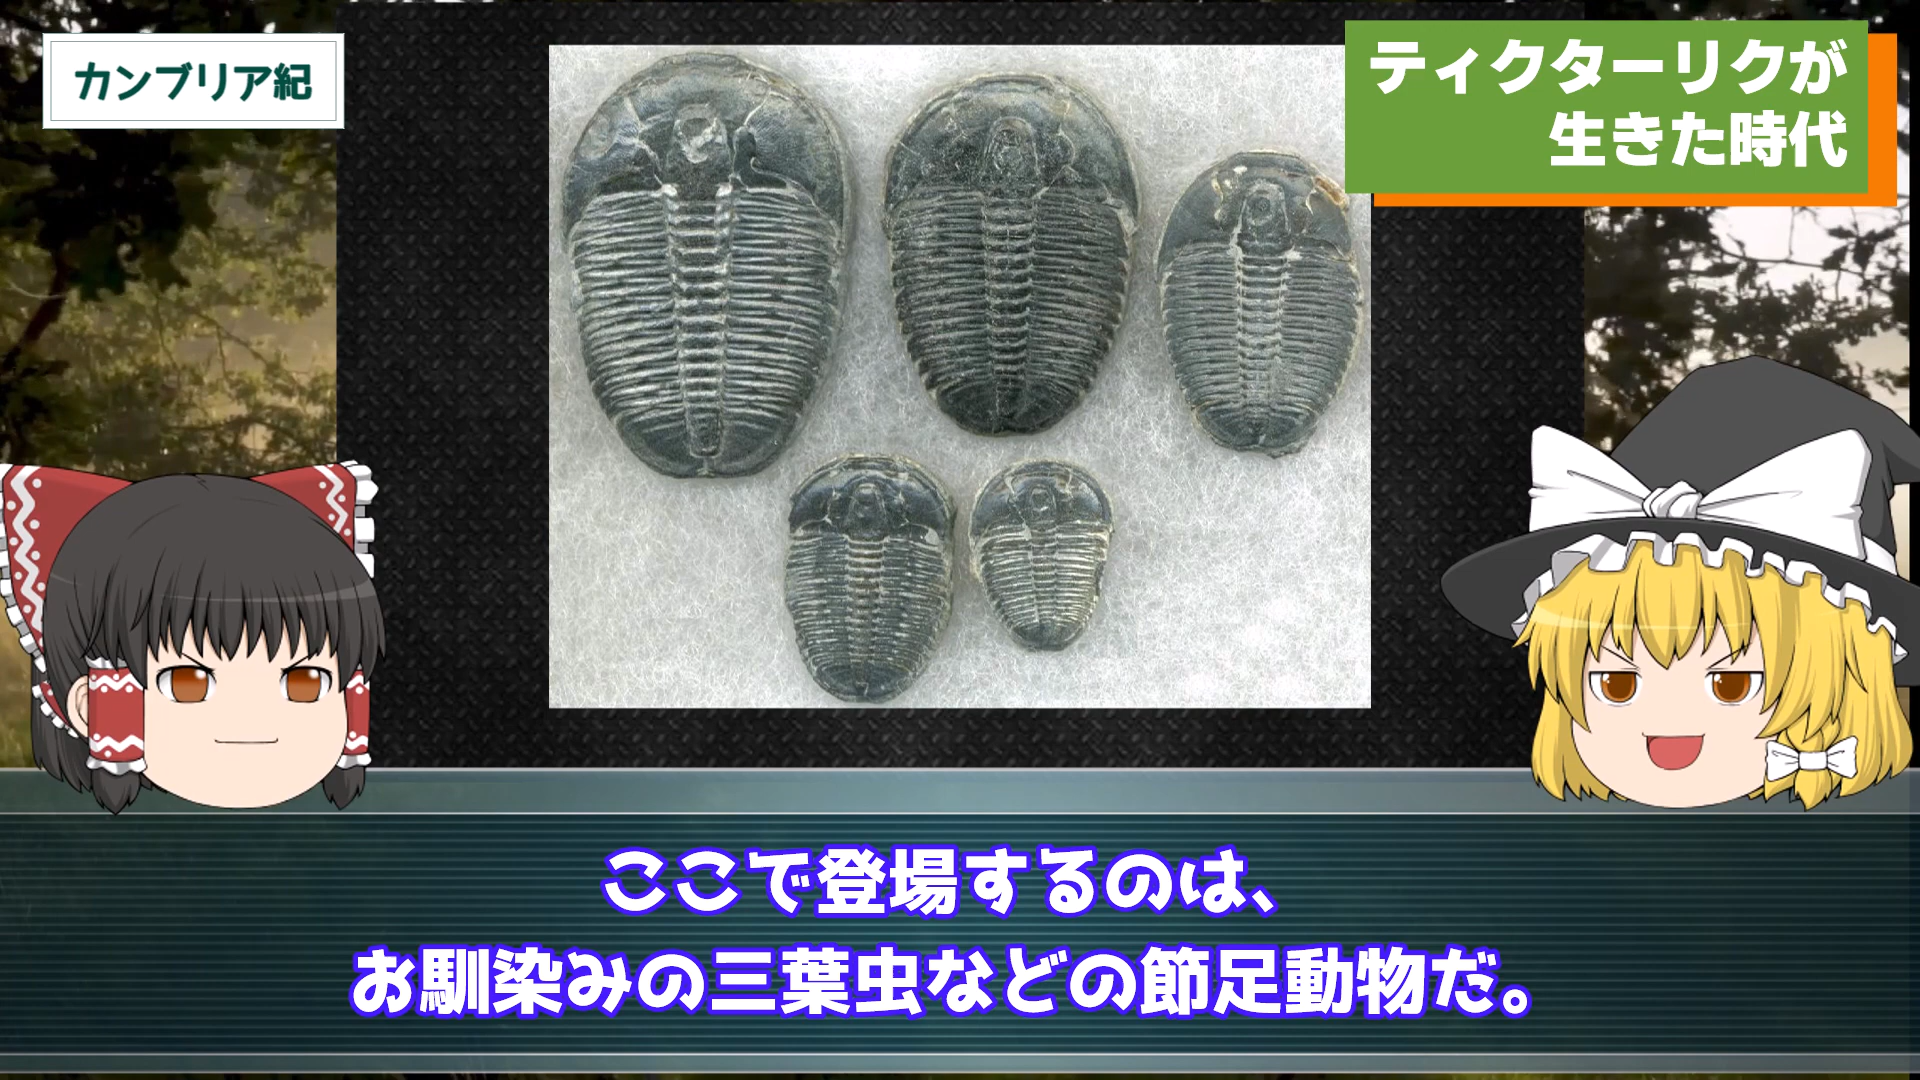 カンブリア紀
ティクターリクが
生きた時代
ここで登場するのは、
お馴染みの三葉虫などの節足動物だ。